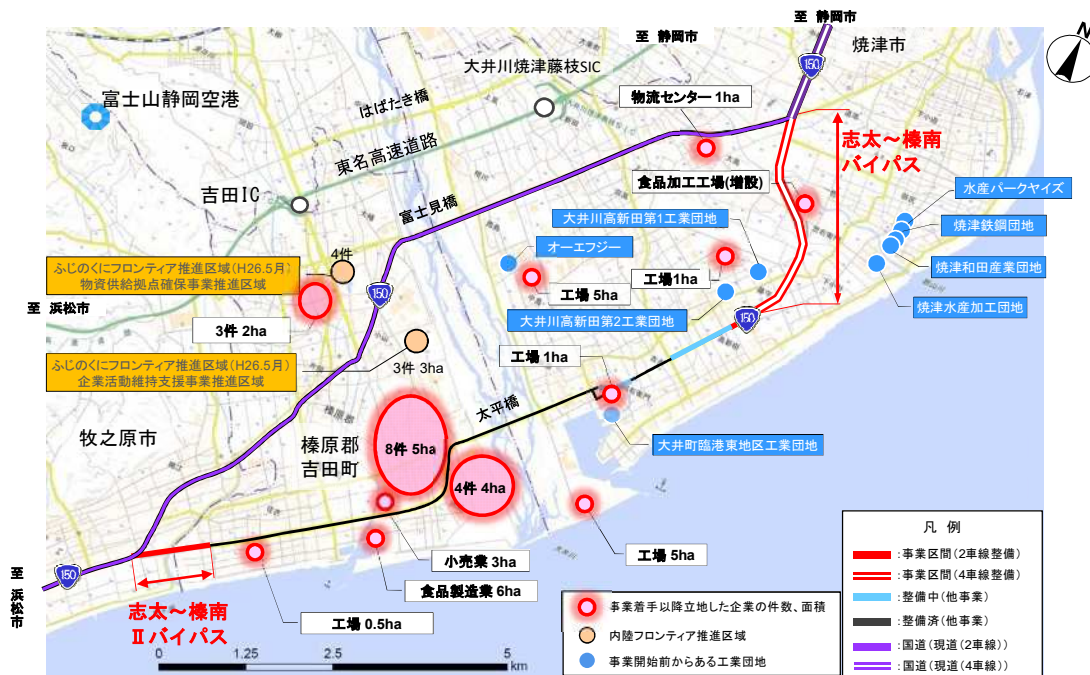 至 静岡市
至 静岡市
焼津市
N
150
大井川焼津藤枝SIC
富士山静岡空港
はばたき橋
物流センター 1ha
東名高速道路
志太~榛南
バイパス
吉田IC
富士見橋
食品加工工場(増設)
水産パークヤイズ
大井川高新田第1工業団地
焼津鉄鋼団地
オーエフジー
4件
ふじのくにフロンティア推進区域(H26.5月)
物資供給拠点確保事業推進区域
焼津和田産業団地
工場1ha
工場 5ha
150
至 浜松市
焼津水産加工団地
3件 2ha
大井川高新田第2工業団地
150
ふじのくにフロンティア推進区域(H26.5月)
企業活動維持支援事業推進区域
3件 3ha
工場 1ha
太平橋
牧之原市
榛原郡
榛原郡
吉田町
8件 5ha
大井町臨港東地区工業団地
4件 4ha
小売業 3ha
工場 5ha
150
至 浜松市
食品製造業 6ha
志太~榛南
Ⅱバイパス
工場 0.5ha
0 1.25 2.5 5
km
事業着手以降立地した企業の件数、面積
内陸フロンティア推進区域
事業開始前からある工業団地
凡 例
:事業区間(2車線整備)
:事業区間(4車線整備)
:整備中(他事業)
:整備済(他事業)
:国道(現道(2車線))
:国道(現道(4車線))